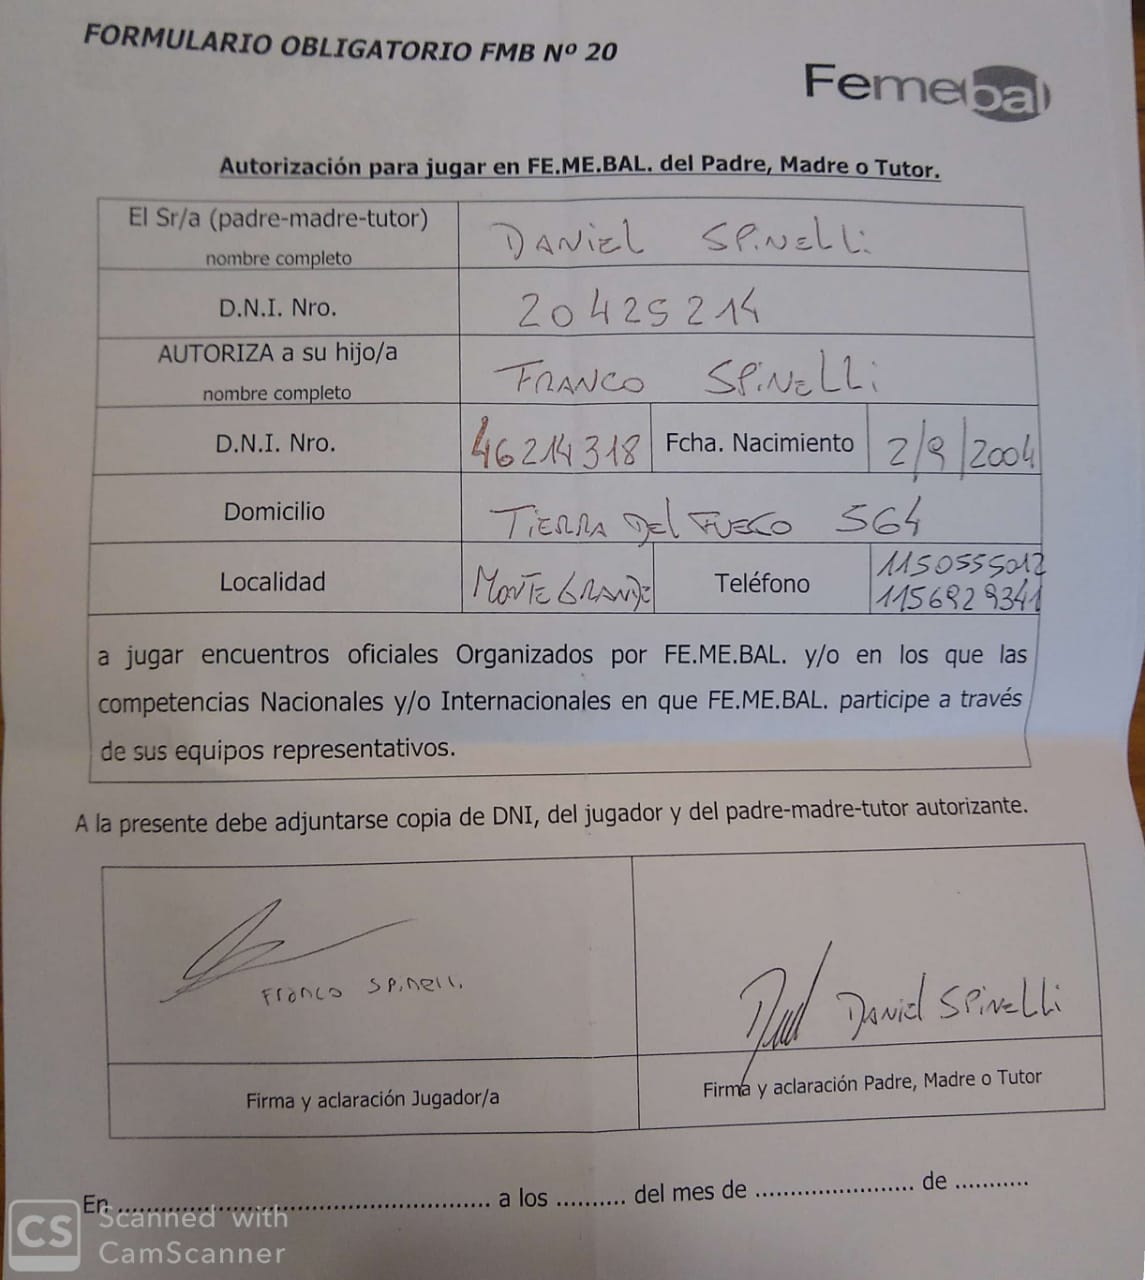 FORMULARIO OBLIGATORIO FMB Nº 20
Femebal
Autorización para jugar en FE.ME.BAL. del Padre, Madre o Tutor.
El Sr/a (padre-madre-tutor)
nombre completo
DANIEL SPINELLI
D.N.I. Nro.
20425214
AUTORIZA a su hijo/a
nombre completo
FRANCO SPINELLI
D.N.I. Nro.
46214318
Fcha. Nacimiento
2/9/2004
Domicilio
TIERRA DEL FUEGO 564
Localidad
MONTE GRANDE
Teléfono
1150555012
1156929341
a jugar encuentros oficiales Organizados por FE.ME.BAL. y/o en los que las
competencias Nacionales y/o Internacionales en que FE.ME.BAL. participe a través
de sus equipos representativos.
A la presente debe adjuntarse copia de DNI, del jugador y del padre-madre-tutor autorizante.
Franco Spinelli
DANIEL SPINELLI
Firma y aclaración Jugador/a
Firma y aclaración Padre, Madre o Tutor
En ..................................................... a los .......... del mes de ....................... de ...........
CS
Scanned with
CamScanner